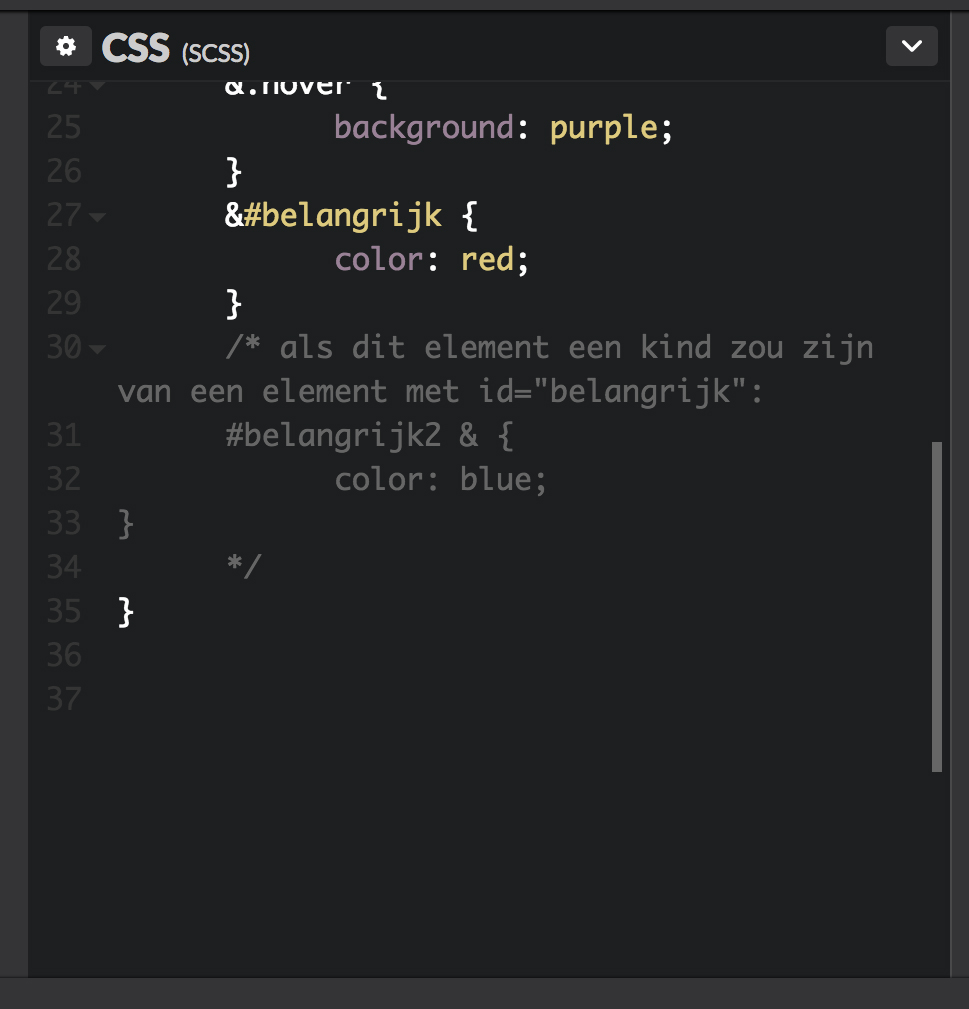 CSS (SCSS)
24 &.hover {
25 background: purple;
26 }
27 &#belangrijk {
28 color: red;
29 }
30 /* als dit element een kind zou zijn
van een element met id="belangrijk":
31 #belangrijk2 & {
32 color: blue;
33 }
34 */
35 }
36
37